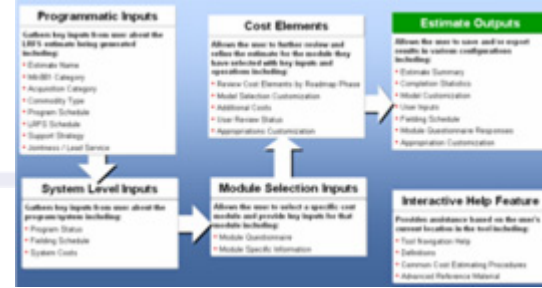 Programmatic Inputs
Gathers key inputs from user about the
LRFS estimate being generated
including:
• Estimate Name
• MilBEI Category
• Acquisition Category
• Commodity Type
• Program Schedule
• LRFS Schedule
• Support Strategy
• Jointness / Lead Service
System Level Inputs
Gathers key inputs from user about the
program/system including:
• Program Status
• Fielding Schedule
• System Costs
Cost Elements
Allows the user to further review and
refine the estimate for the module they
have selected with key inputs and
operations including:
• Review Cost Elements by Roadmap Phase
• Model Selection Customization
• Additional Costs
• User Review Status
• Appropriations Customization
Module Selection Inputs
Allows the user to select a specific cost
module and provide key inputs for that
module including:
• Module Questionnaire
• Module Specific Information
Estimate Outputs
Allows the user to save and or export
results in various configurations
including:
• Estimate Summary
• Completion Statistics
• Model Customization
• User Inputs
• Fielding Schedule
• Module Questionnaire Responses
• Appropriation Customization
Interactive Help Feature
Provides assistance based on the user's
current location in the tool including:
• Tool Navigation Help
• Definitions
• Common Cost Estimating Procedures
• Advanced Reference Material